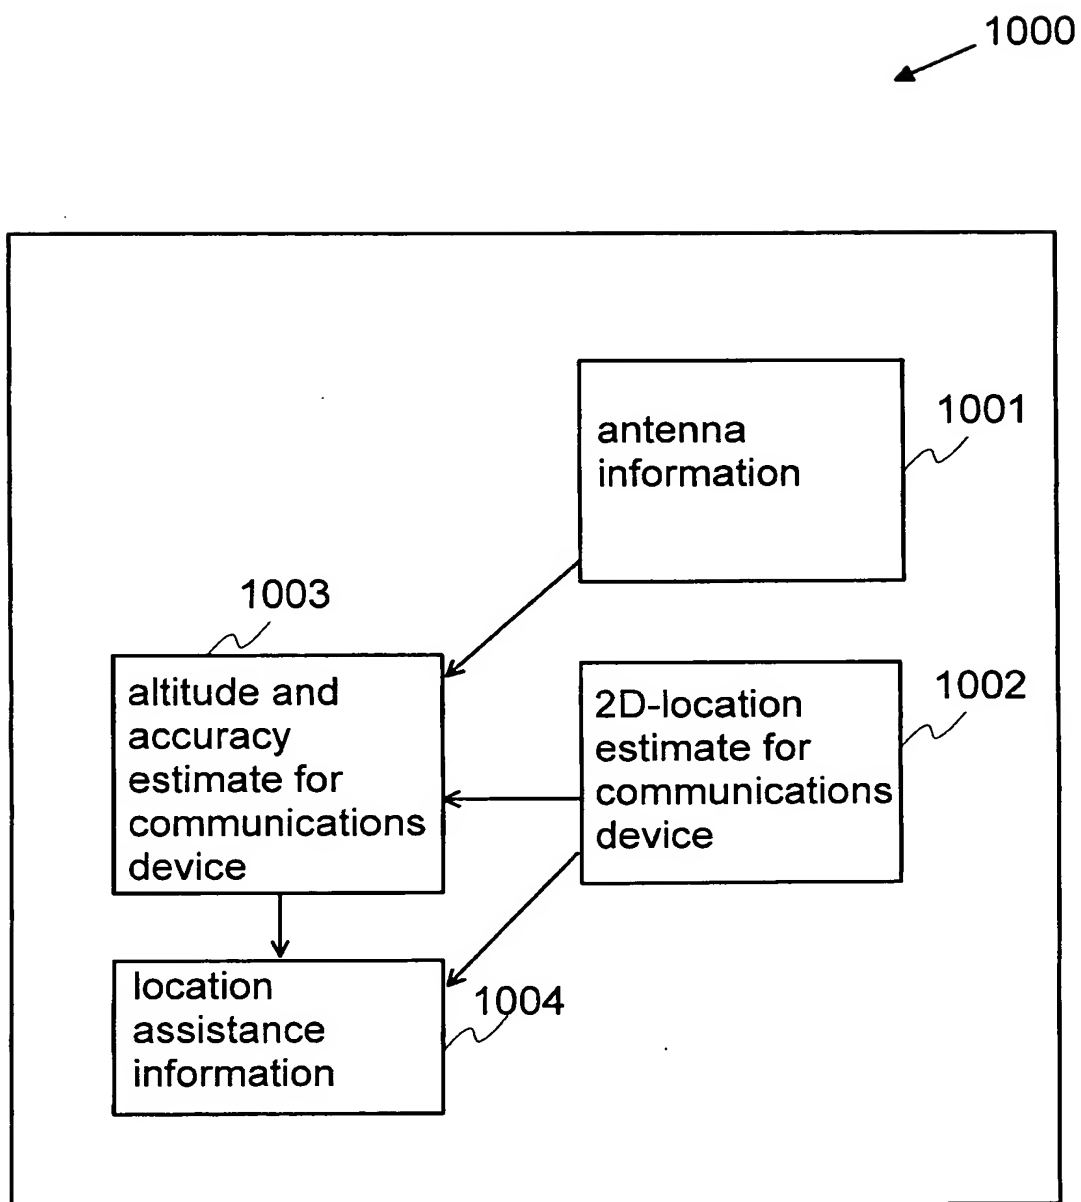 1000
antenna
information
1001
1003
altitude and
accuracy
estimate for
communications
device
2D-location
estimate for
communications
device
1002
location
assistance
information
1004